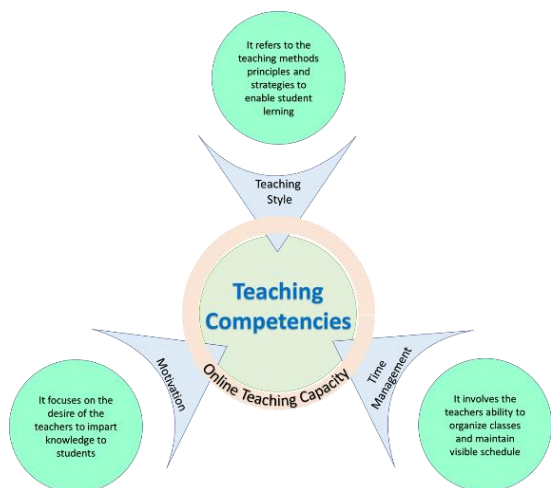 It refers to the
teaching methods
principles and
strategies to
enable student
lerning
Teaching
Style
Teaching
Competencies
Online Teaching Capacity
Motivation
Time
Management
It focuses on the
desire of the
teachers to impart
knowledge to
students
It involves the
teachers ability to
organize classes
and maintain
visible schedule